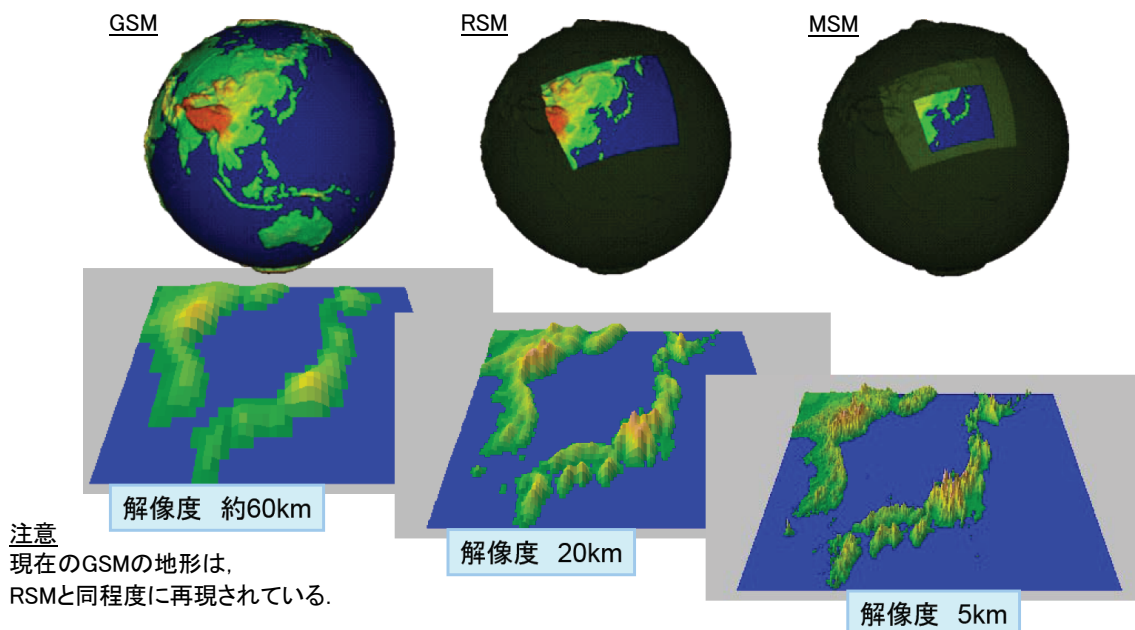 GSM
RSM
MSM
解像度 約60km
解像度 20km
解像度 5km
注意
現在のGSMの地形は,
RSMと同程度に再現されている.